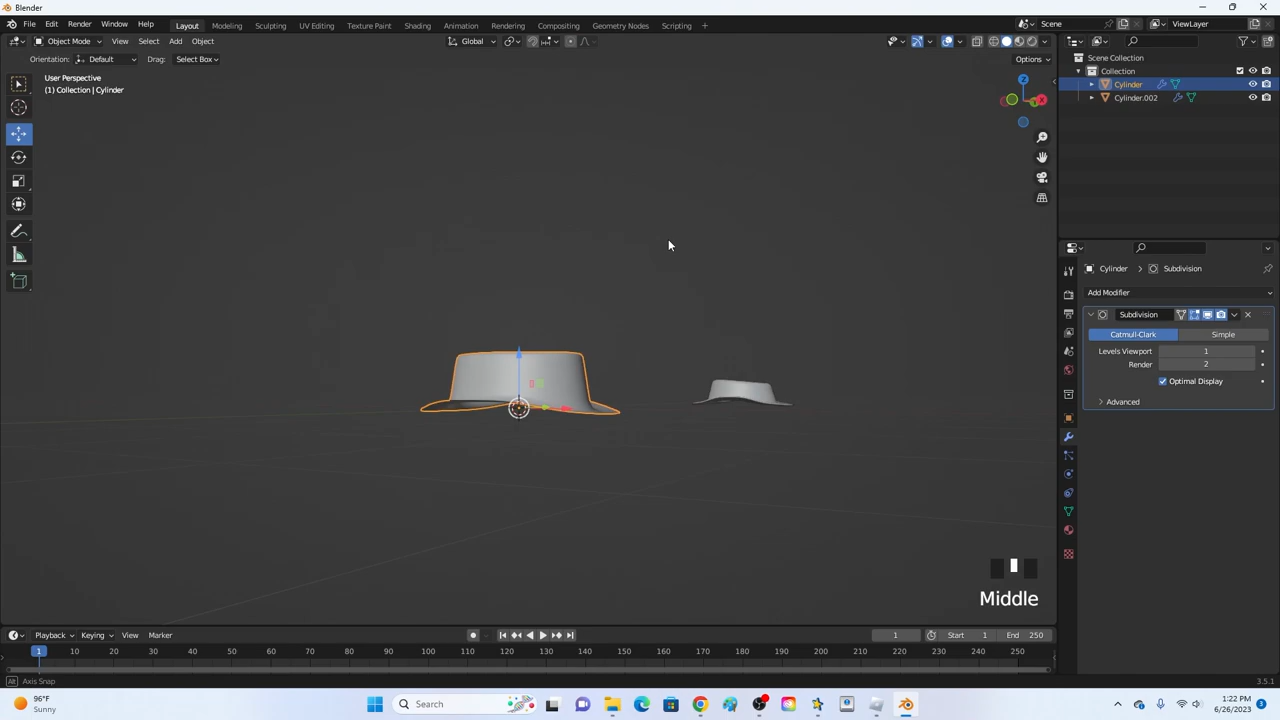 Blender
File Edit Render Window Help Layout Modeling Sculpting UV Editing Texture Paint Shading Animation Rendering Compositing Geometry Nodes Scripting + Scene ViewLayer
Object Mode View Select Add Object Global
Orientation: Default Drag: Select Box Options
User Perspective
(1) Collection | Cylinder
Z
X
Scene Collection
Collection
Cylinder
Cylinder.002
Cylinder > Subdivision
Add Modifier
Subdivision
Catmull-Clark Simple
Levels Viewport 1
Render 2
Optimal Display
Advanced
Middle
Playback Keying View Marker 1 Start 1 End 250
1 10 20 30 40 50 60 70 80 90 100 110 120 130 140 150 160 170 180 190 200 210 220 230 240 250
Alt Axis Snap 3.5.1
96°F
Sunny
Search
1:22 PM
6/26/2023